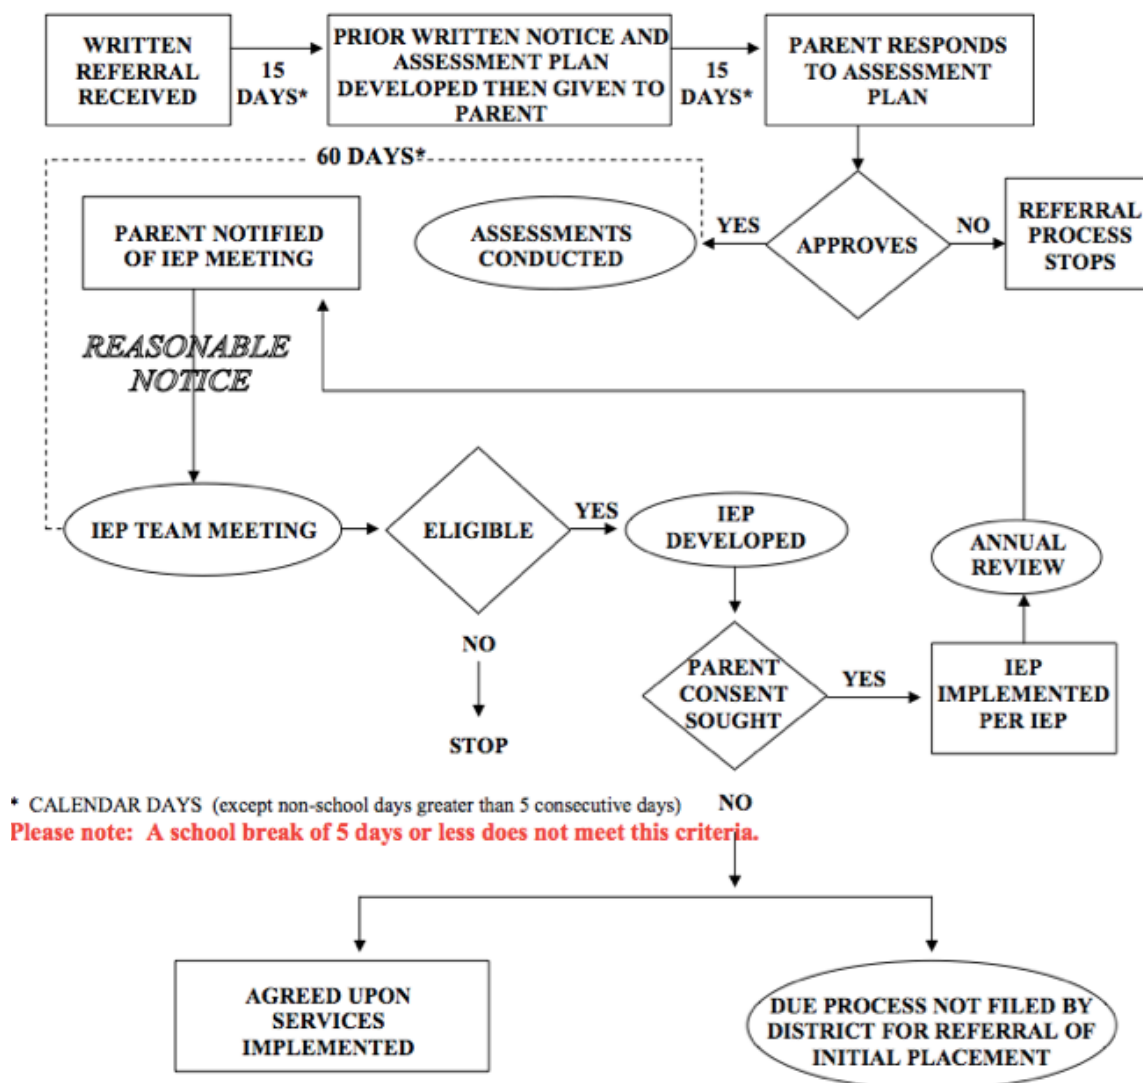 WRITTEN
REFERRAL
RECEIVED
15
DAYS*
PRIOR WRITTEN NOTICE AND
ASSESSMENT PLAN
DEVELOPED THEN GIVEN TO
PARENT
15
DAYS*
PARENT RESPONDS
TO ASSESSMENT
PLAN
60 DAYS*
PARENT NOTIFIED
OF IEP MEETING
ASSESSMENTS
CONDUCTED
YES
APPROVES
NO
REFERRAL
PROCESS
STOPS
REASONABLE
NOTICE
IEP TEAM MEETING
ELIGIBLE
YES
IEP
DEVELOPED
ANNUAL
REVIEW
NO
STOP
PARENT
CONSENT
SOUGHT
YES
IEP
IMPLEMENTED
PER IEP
* CALENDAR DAYS (except non-school days greater than 5 consecutive days)
NO
Please note: A school break of 5 days or less does not meet this criteria.
AGREED UPON
SERVICES
IMPLEMENTED
DUE PROCESS NOT FILED BY
DISTRICT FOR REFERRAL OF
INITIAL PLACEMENT